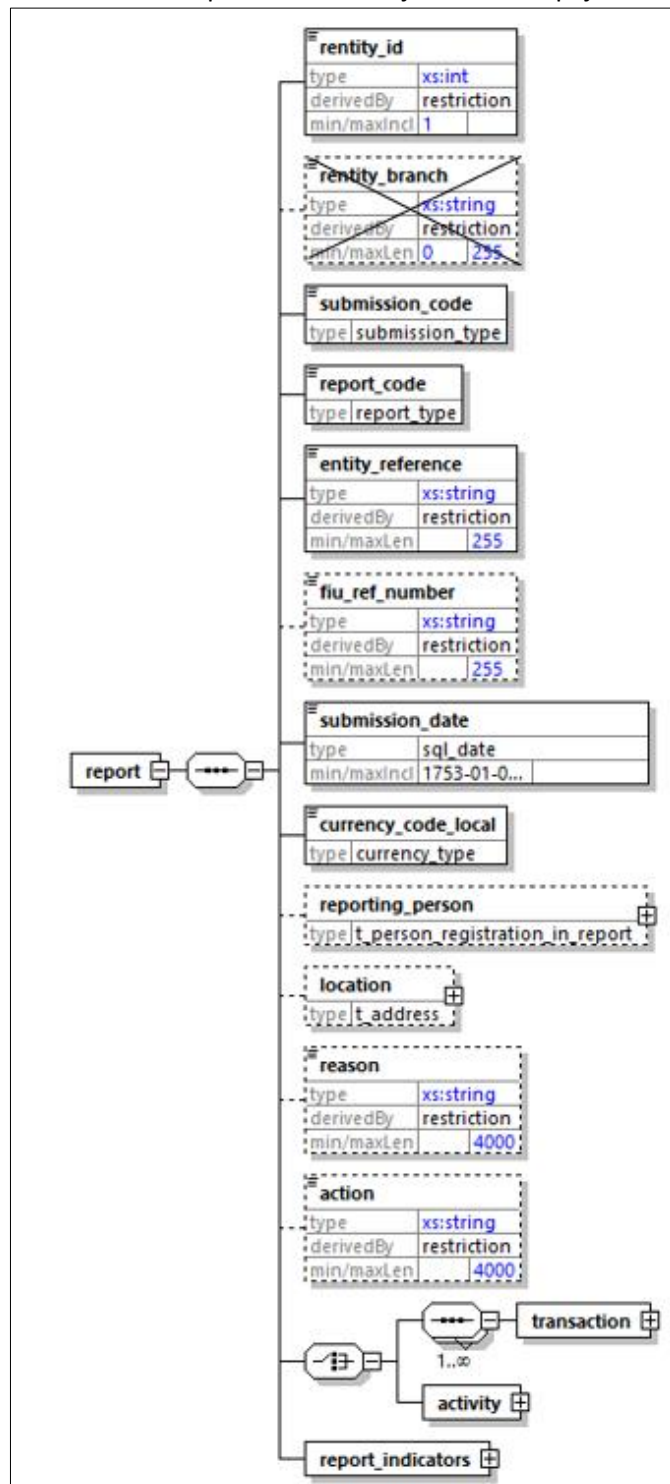 rentity_id
type xs:int
derivedBy restriction
min/maxIncl 1
rentity_branch
type xs:string
derivedBy restriction
min/maxLen 0 255
submission_code
type submission_type
report_code
type report_type
entity_reference
type xs:string
derivedBy restriction
min/maxLen 255
fiu_ref_number
type xs:string
derivedBy restriction
min/maxLen 255
submission_date
type sql_date
min/maxIncl 1753-01-0...
report
currency_code_local
type currency_type
reporting_person
type t_person_registration_in_report
location
type t_address
reason
type xs:string
derivedBy restriction
min/maxLen 4000
action
type xs:string
derivedBy restriction
min/maxLen 4000
transaction
1..∞
activity
report_indicators